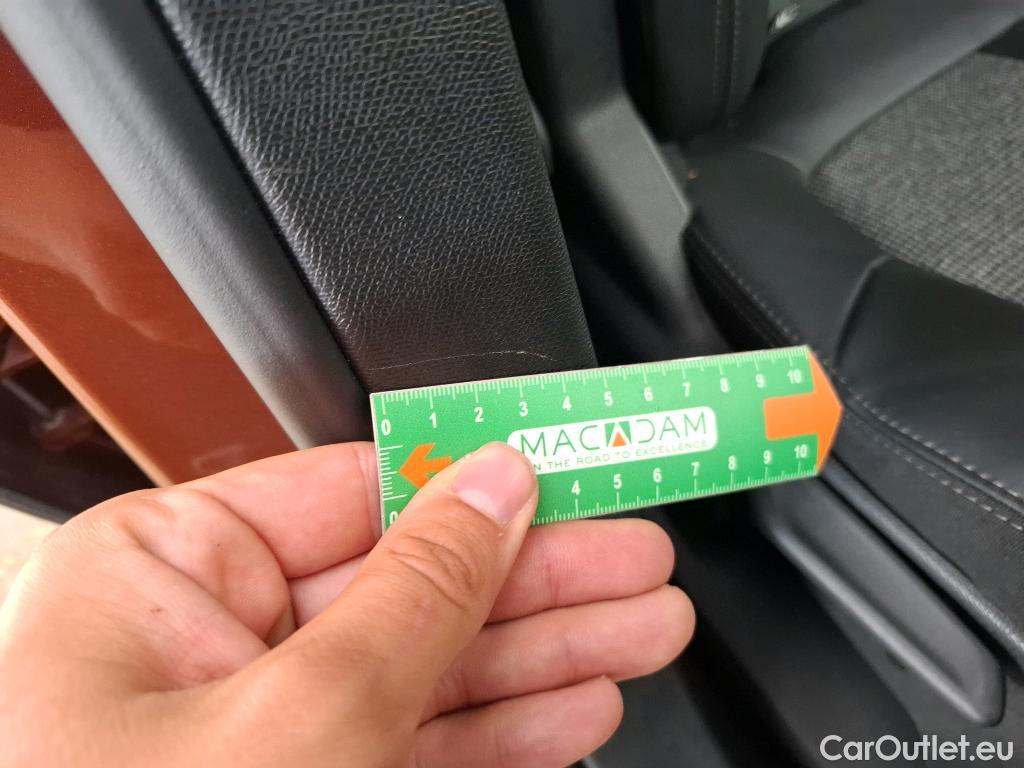 0 1 2 3 4 5 6 7 8 9 10
MACADAM
N THE ROAD TO EXCELLENCE
0 4 5 6 7 8 9 10
CarOutlet.eu